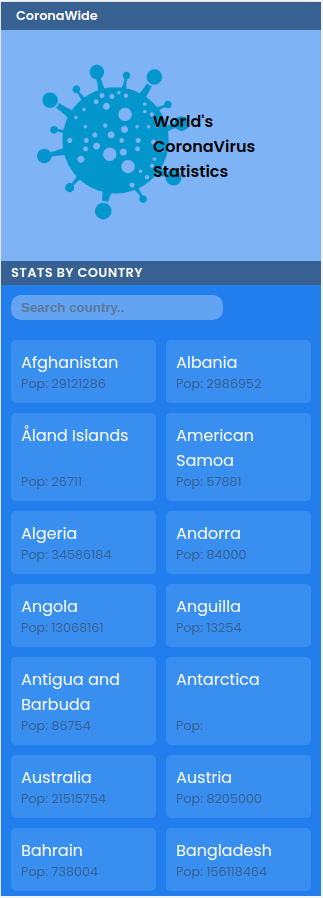 CoronaWide
World's
CoronaVirus
Statistics
STATS BY COUNTRY
Search country..
Afghanistan
Pop: 29121286
Albania
Pop: 2986952
Åland Islands
Pop: 26711
American
Samoa
Pop: 57881
Algeria
Pop: 34586184
Andorra
Pop: 84000
Angola
Pop: 13068161
Anguilla
Pop: 13254
Antigua and
Barbuda
Pop: 86754
Antarctica
Pop:
Australia
Pop: 21515754
Austria
Pop: 8205000
Bahrain
Pop: 738004
Bangladesh
Pop: 156118464